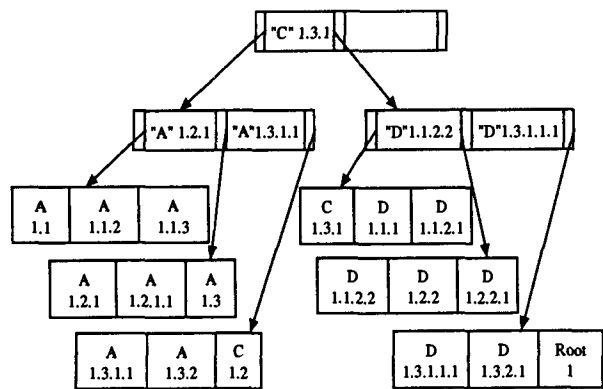 "C" 1.3.1
"A" 1.2.1 "A"1.3.1.1
"D"1.1.2.2 "D"1.3.1.1.1
A A A
1.1 1.1.2 1.1.3
C D D
1.3.1 1.1.1 1.1.2.1
A A A
1.2.1 1.2.1.1 1.3
D D D
1.1.2.2 1.2.2 1.2.2.1
A A C
1.3.1.1 1.3.2 1.2
D D Root
1.3.1.1.1 1.3.2.1 1